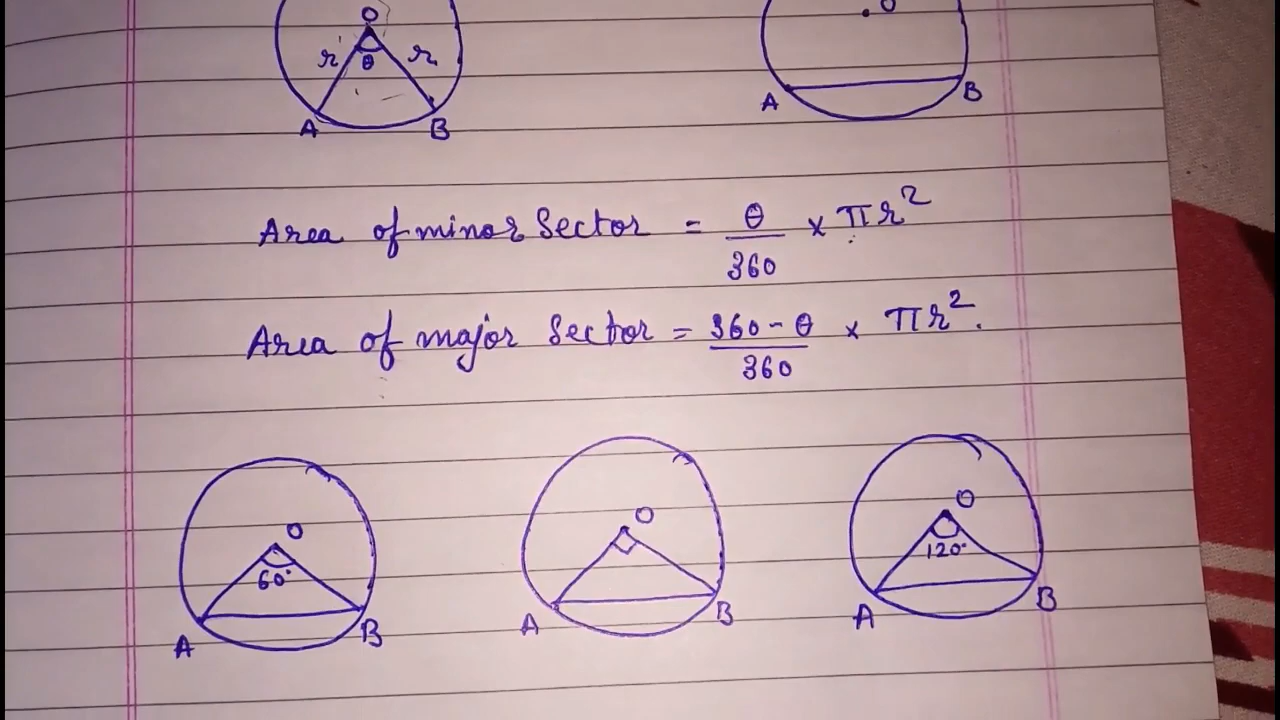 O O
r θ r
A B A B
Area of minor Sector = θ/360 × πr²
Area of major Sector = 360-θ/360 × πr².
O O O
60° 120°
A B A B A B